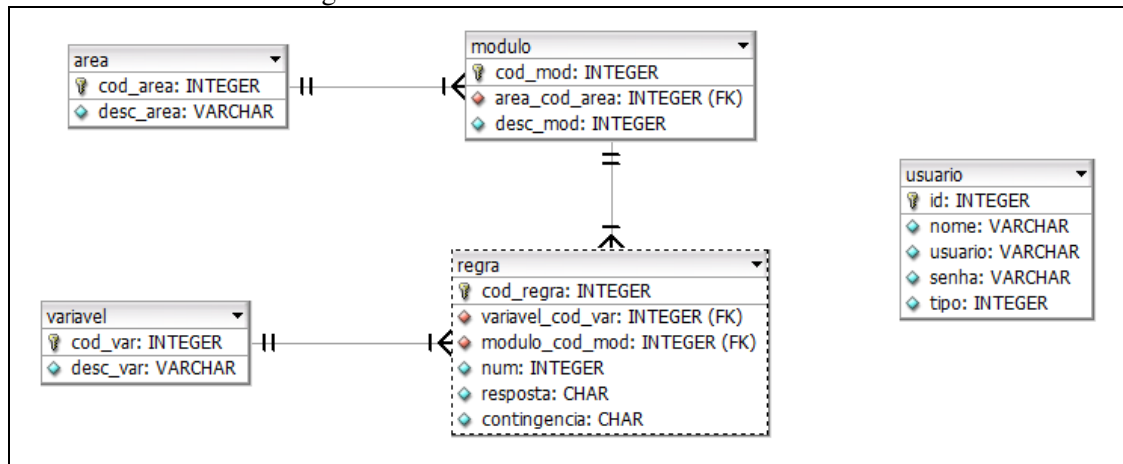 area
cod_area: INTEGER
desc_area: VARCHAR
modulo
cod_mod: INTEGER
area_cod_area: INTEGER (FK)
desc_mod: INTEGER
usuario
id: INTEGER
nome: VARCHAR
usuario: VARCHAR
senha: VARCHAR
tipo: INTEGER
regra
cod_regra: INTEGER
variavel_cod_var: INTEGER (FK)
modulo_cod_mod: INTEGER (FK)
num: INTEGER
resposta: CHAR
contingencia: CHAR
variavel
cod_var: INTEGER
desc_var: VARCHAR